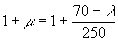 1 + μ = 1 + (70 − λ)/250